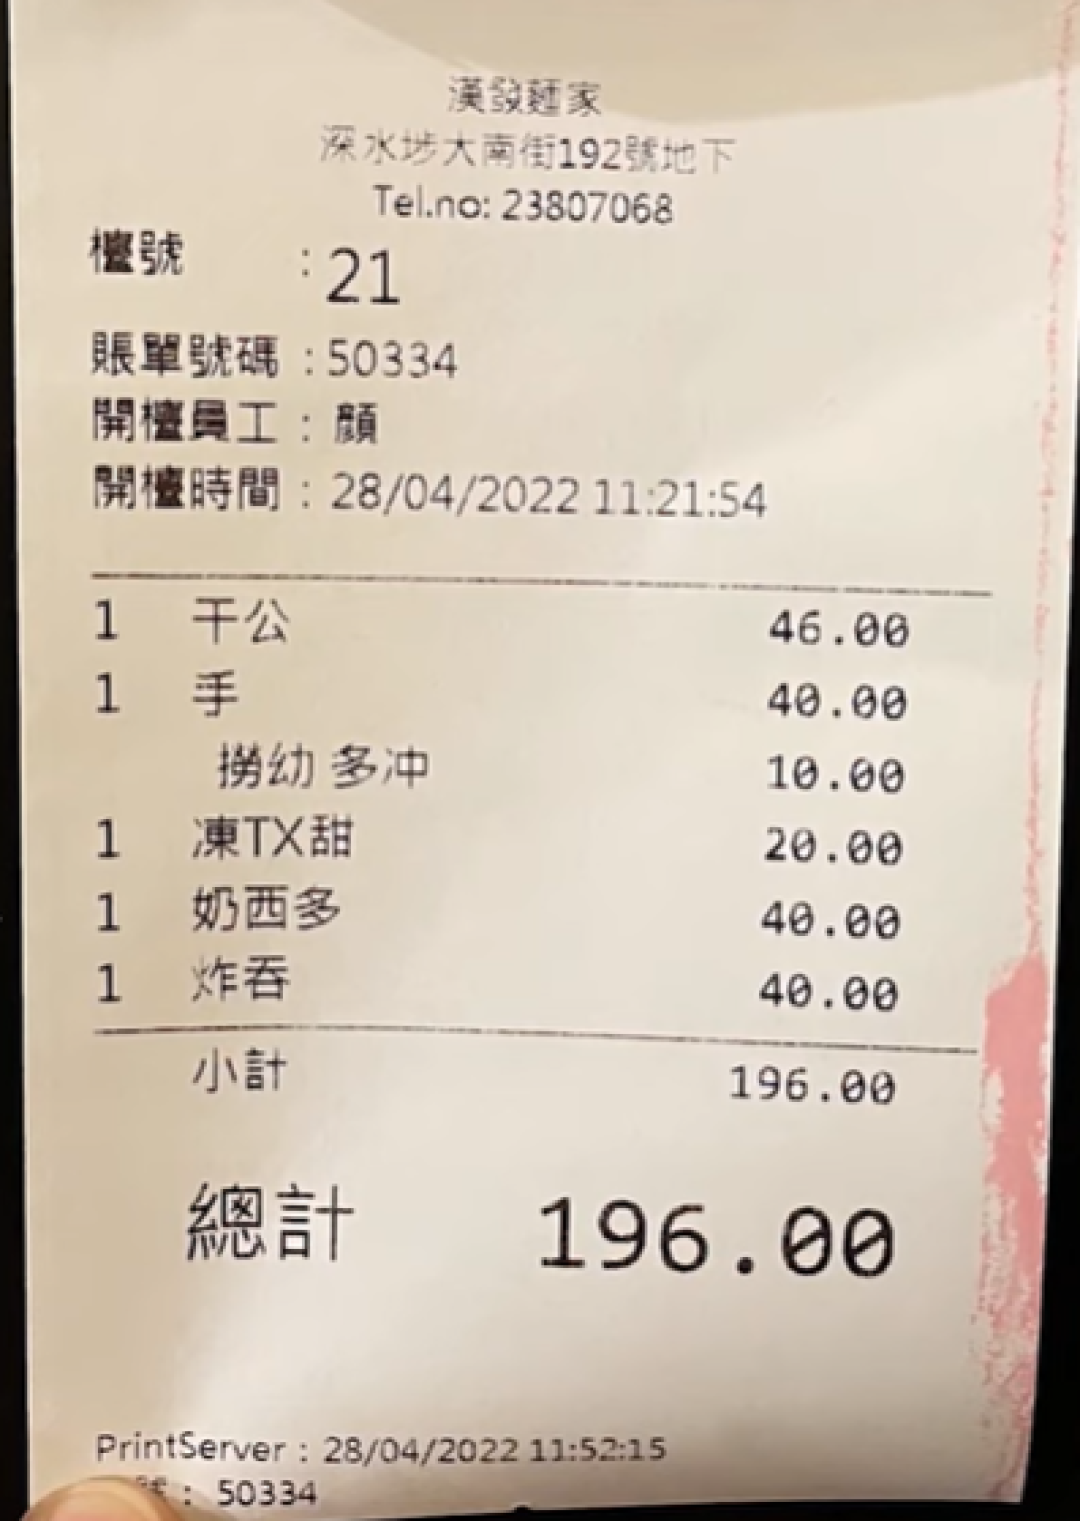 漢發麵家
深水埗大南街192號地下
Tel.no: 23807068
檯號 : 21
賬單號碼 : 50334
開檯員工 : 顏
開檯時間 : 28/04/2022 11:21:54
1 干公 46.00
1 手 40.00
撈幼 多冲 10.00
1 凍TX甜 20.00
1 奶西多 40.00
1 炸吞 40.00
小計 196.00
總計 196.00
PrintServer : 28/04/2022 11:52:15
號 : 50334